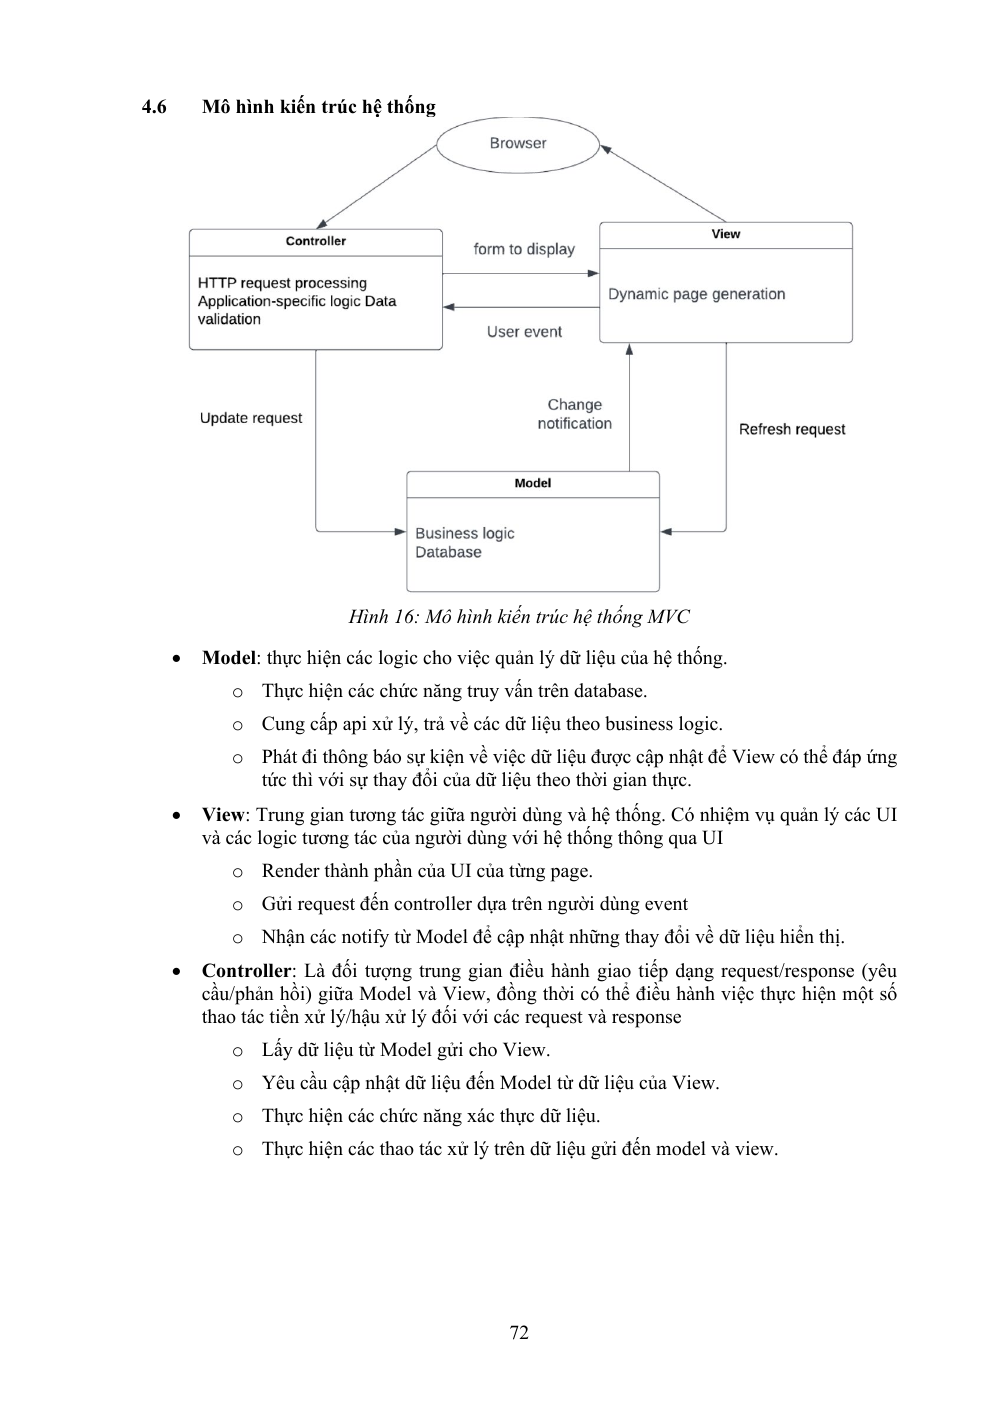 4.6 Mô hình kiến trúc hệ thống
Browser
Controller
HTTP request processing
Application-specific logic Data
validation
form to display
User event
View
Dynamic page generation
Update request
Change
notification
Refresh request
Model
Business logic
Database
Hình 16: Mô hình kiến trúc hệ thống MVC
• Model: thực hiện các logic cho việc quản lý dữ liệu của hệ thống.
o Thực hiện các chức năng truy vấn trên database.
o Cung cấp api xử lý, trả về các dữ liệu theo business logic.
o Phát đi thông báo sự kiện về việc dữ liệu được cập nhật để View có thể đáp ứng
tức thì với sự thay đổi của dữ liệu theo thời gian thực.
• View: Trung gian tương tác giữa người dùng và hệ thống. Có nhiệm vụ quản lý các UI
và các logic tương tác của người dùng với hệ thống thông qua UI
o Render thành phần của UI của từng page.
o Gửi request đến controller dựa trên người dùng event
o Nhận các notify từ Model để cập nhật những thay đổi về dữ liệu hiển thị.
• Controller: Là đối tượng trung gian điều hành giao tiếp dạng request/response (yêu
cầu/phản hồi) giữa Model và View, đồng thời có thể điều hành việc thực hiện một số
thao tác tiền xử lý/hậu xử lý đối với các request và response
o Lấy dữ liệu từ Model gửi cho View.
o Yêu cầu cập nhật dữ liệu đến Model từ dữ liệu của View.
o Thực hiện các chức năng xác thực dữ liệu.
o Thực hiện các thao tác xử lý trên dữ liệu gửi đến model và view.
72